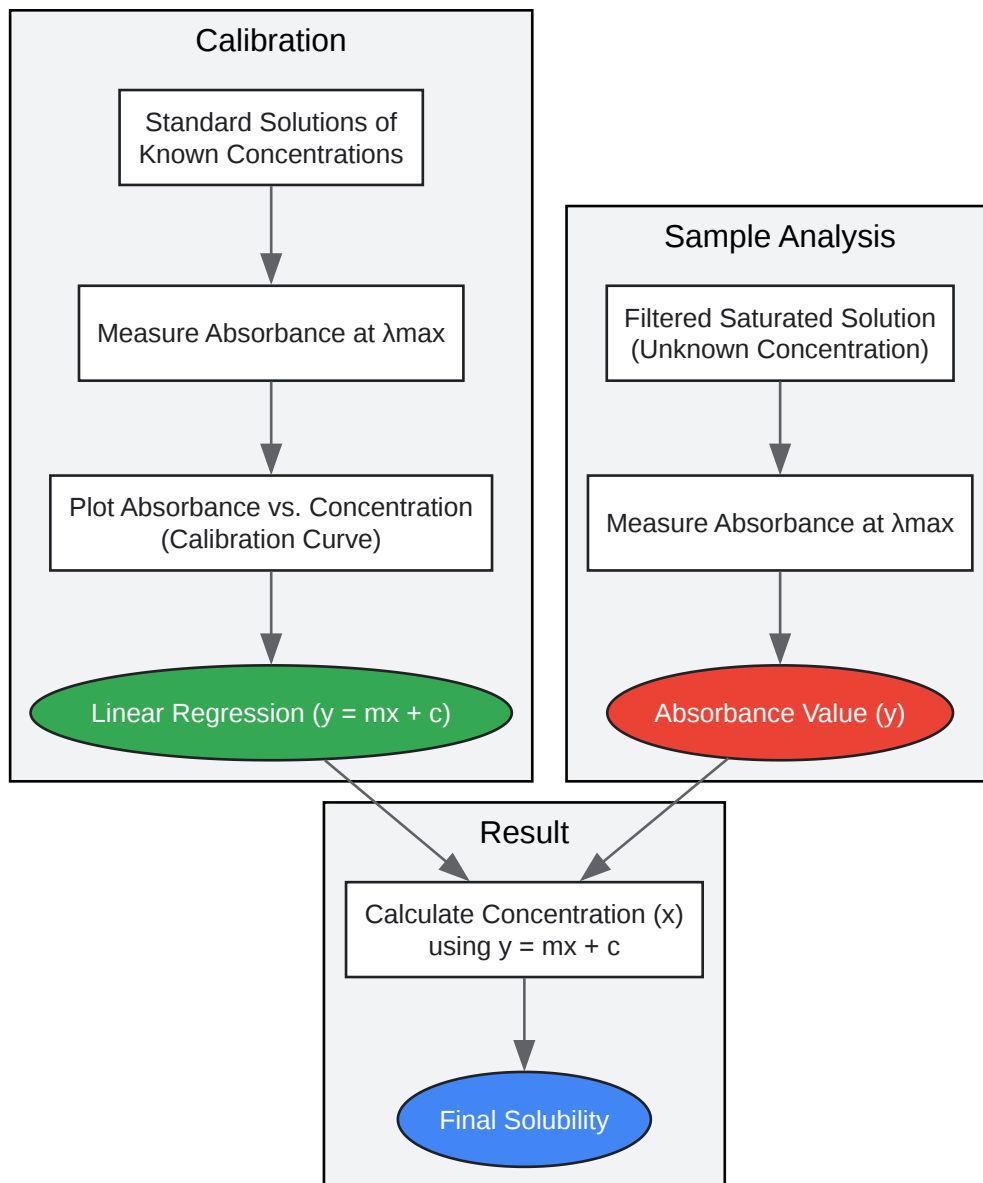 Calibration
Standard Solutions of
Known Concentrations
Measure Absorbance at λmax
Plot Absorbance vs. Concentration
(Calibration Curve)
Linear Regression (y = mx + c)
Sample Analysis
Filtered Saturated Solution
(Unknown Concentration)
Measure Absorbance at λmax
Absorbance Value (y)
Result
Calculate Concentration (x)
using y = mx + c
Final Solubility